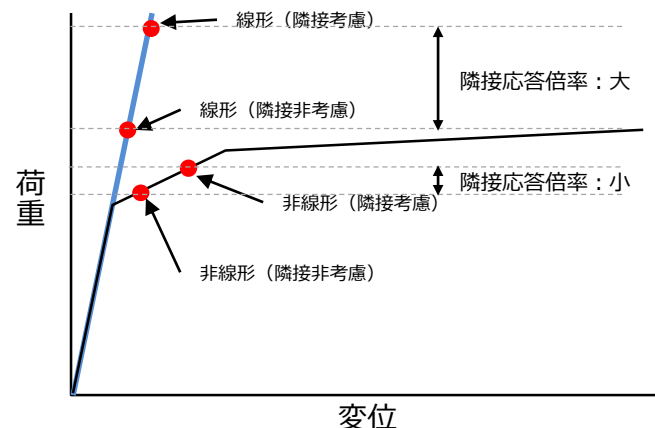 線形（隣接考慮）
隣接応答倍率：大
線形（隣接非考慮）
荷重
隣接応答倍率：小
非線形（隣接考慮）
非線形（隣接非考慮）
変位